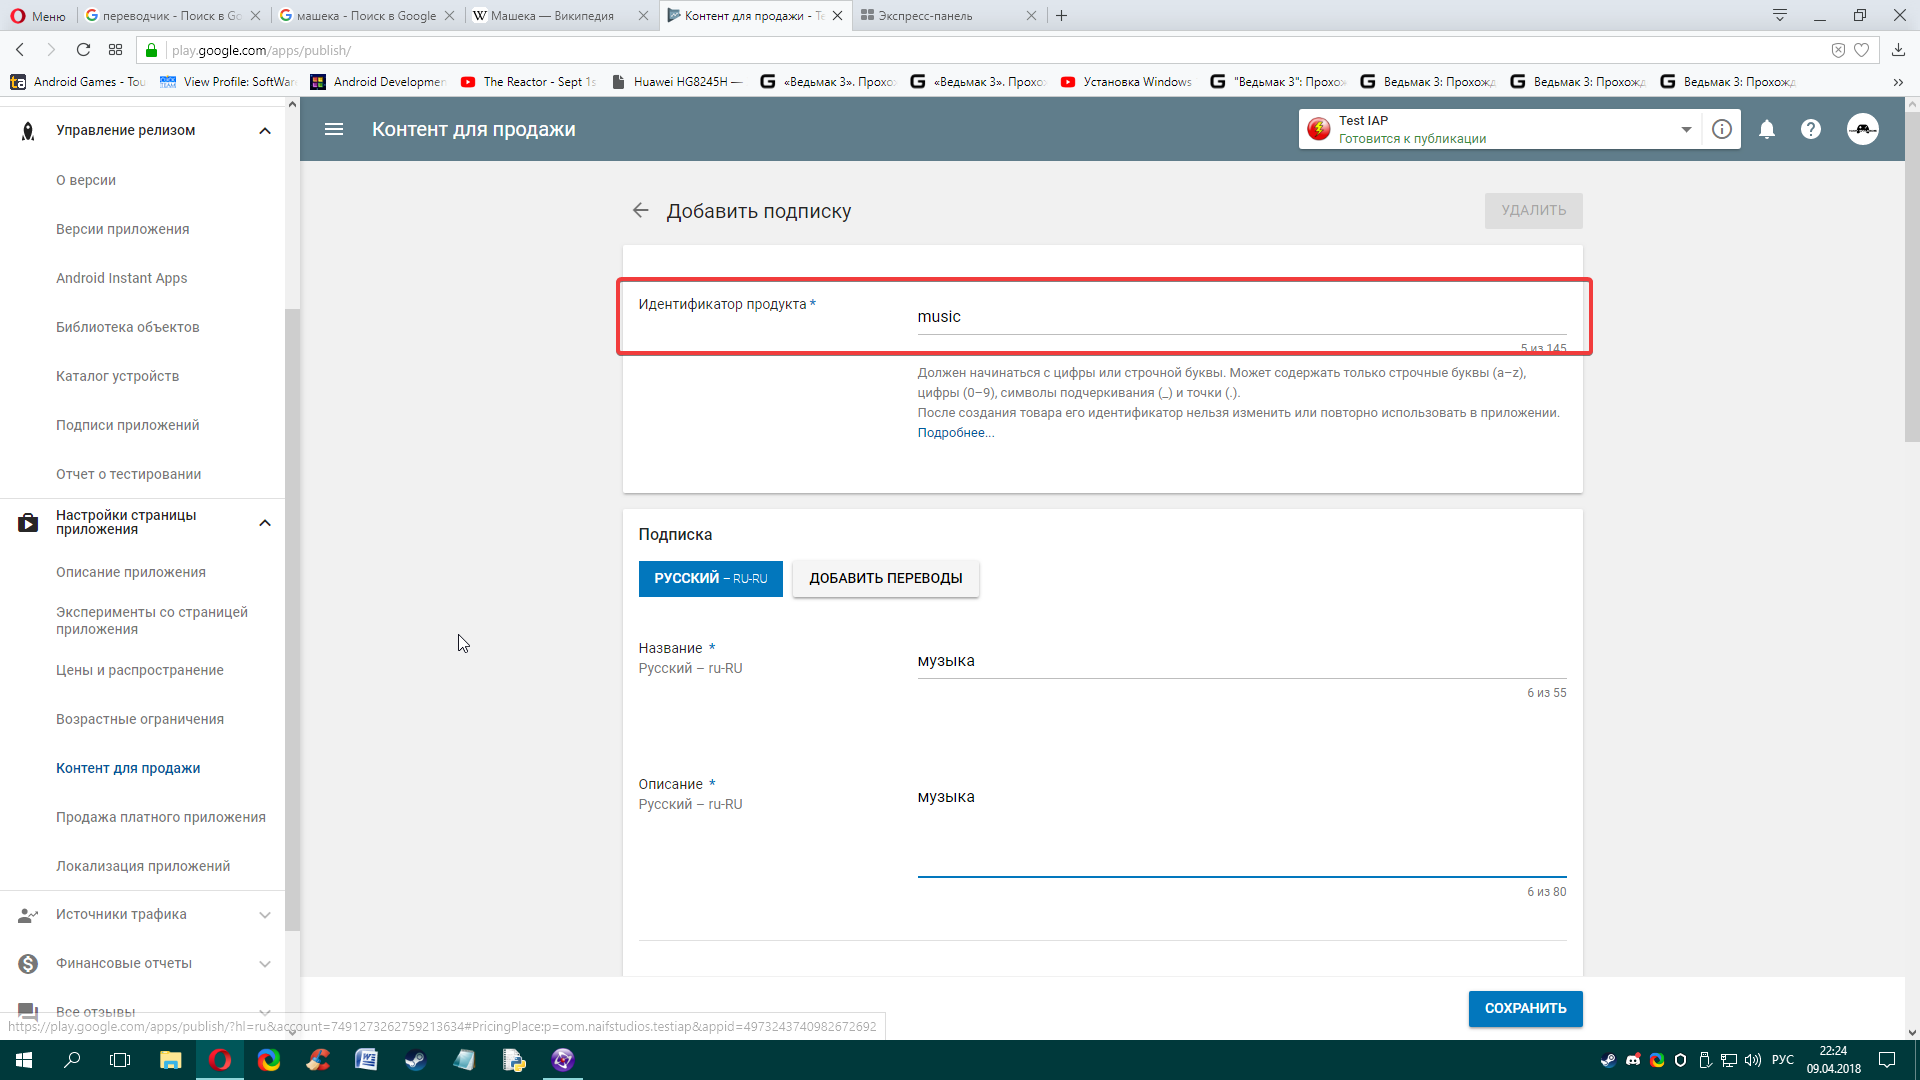 Меню
переводчик - Поиск в Go
машека - Поиск в Google
Машека — Википедия
Контент для продажи - Te
Экспресс-панель
play.google.com/apps/publish/
Android Games - Tou
View Profile: SoftWar
Android Developmen
The Reactor - Sept 1s
Huawei HG8245H —
«Ведьмак 3». Прохо
«Ведьмак 3». Прохо
Установка Windows
"Ведьмак 3": Прохо
Ведьмак 3: Прохожд
Ведьмак 3: Прохожд
Ведьмак 3: Прохожд
Управление релизом
О версии
Версии приложения
Android Instant Apps
Библиотека объектов
Каталог устройств
Подписи приложений
Отчет о тестировании
Настройки страницы
приложения
Описание приложения
Эксперименты со страницей
приложения
Цены и распространение
Возрастные ограничения
Контент для продажи
Продажа платного приложения
Локализация приложений
Источники трафика
Финансовые отчеты
Все отзывы
Контент для продажи
Test IAP
Готовится к публикации
Добавить подписку
УДАЛИТЬ
Идентификатор продукта *
music
5 из 145
Должен начинаться с цифры или строчной буквы. Может содержать только строчные буквы (a–z),
цифры (0–9), символы подчеркивания (_) и точки (.).
После создания товара его идентификатор нельзя изменить или повторно использовать в приложении.
Подробнее...
Подписка
РУССКИЙ – RU-RU
ДОБАВИТЬ ПЕРЕВОДЫ
Название *
Русский – ru-RU
музыка
6 из 55
Описание *
Русский – ru-RU
музыка
6 из 80
СОХРАНИТЬ
https://play.google.com/apps/publish/?hl=ru&account=7491273262759213634#PricingPlace:p=com.naifstudios.testiap&appid=4973243740982672692
РУС
22:24
09.04.2018